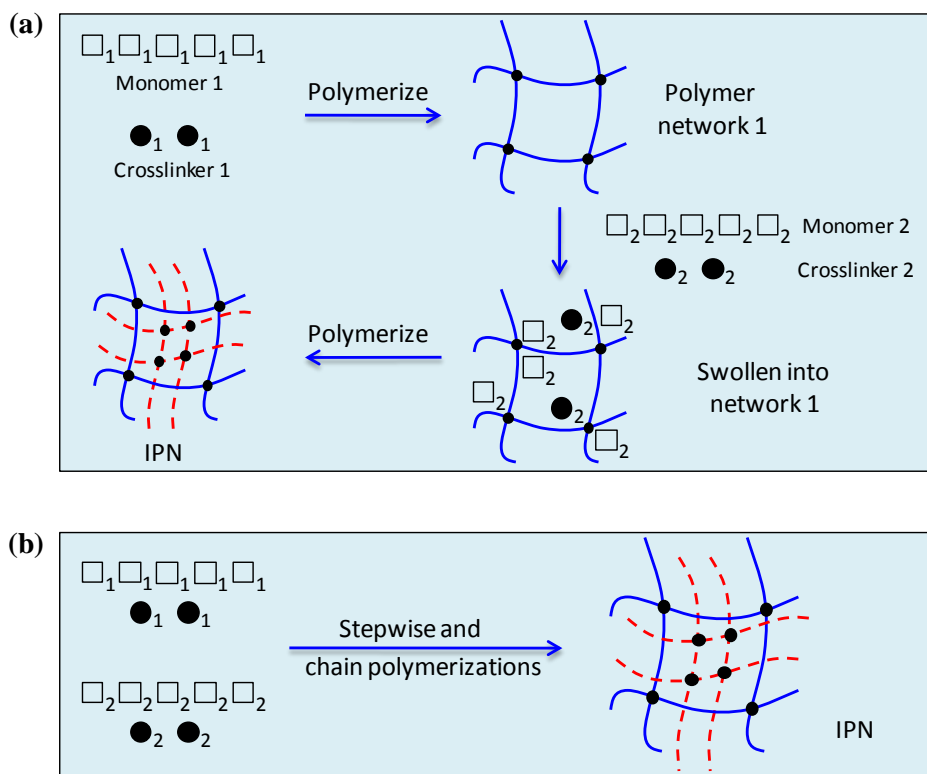 (a)
□₁□₁□₁□₁□₁
Monomer 1
●₁ ●₁
Crosslinker 1
Polymerize
Polymer
network 1
□₂□₂□₂□₂□₂ Monomer 2
●₂ ●₂ Crosslinker 2
□₂ ●₂ □₂
□₂
□₂ ●₂
□₂
Swollen into
network 1
Polymerize
IPN
(b)
□₁□₁□₁□₁□₁
●₁ ●₁
□₂□₂□₂□₂□₂
●₂ ●₂
Stepwise and
chain polymerizations
IPN